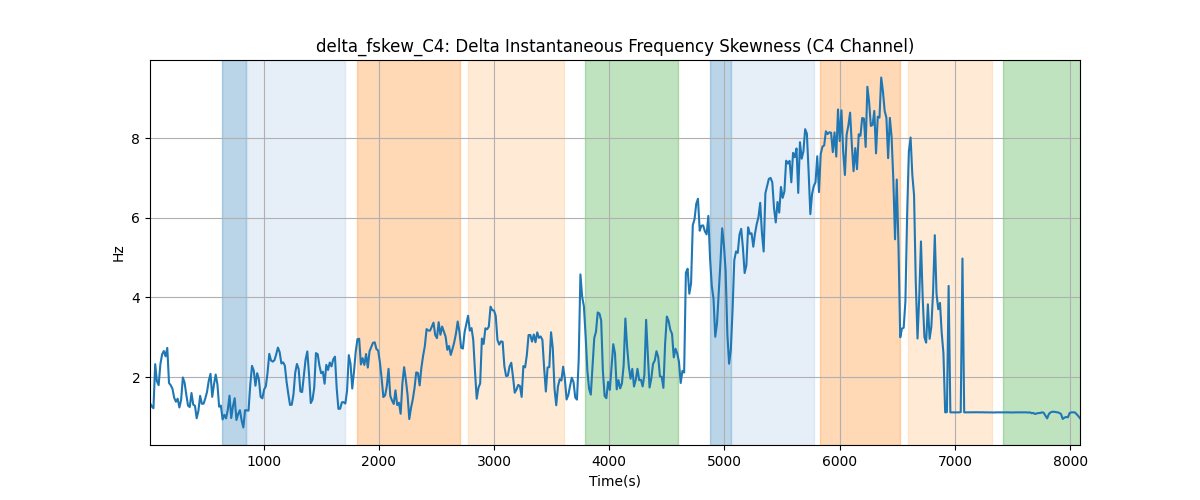 delta_fskew_C4: Delta Instantaneous Frequency Skewness (C4 Channel)
Hz
8
6
4
2
1000 2000 3000 4000 5000 6000 7000 8000
Time(s)